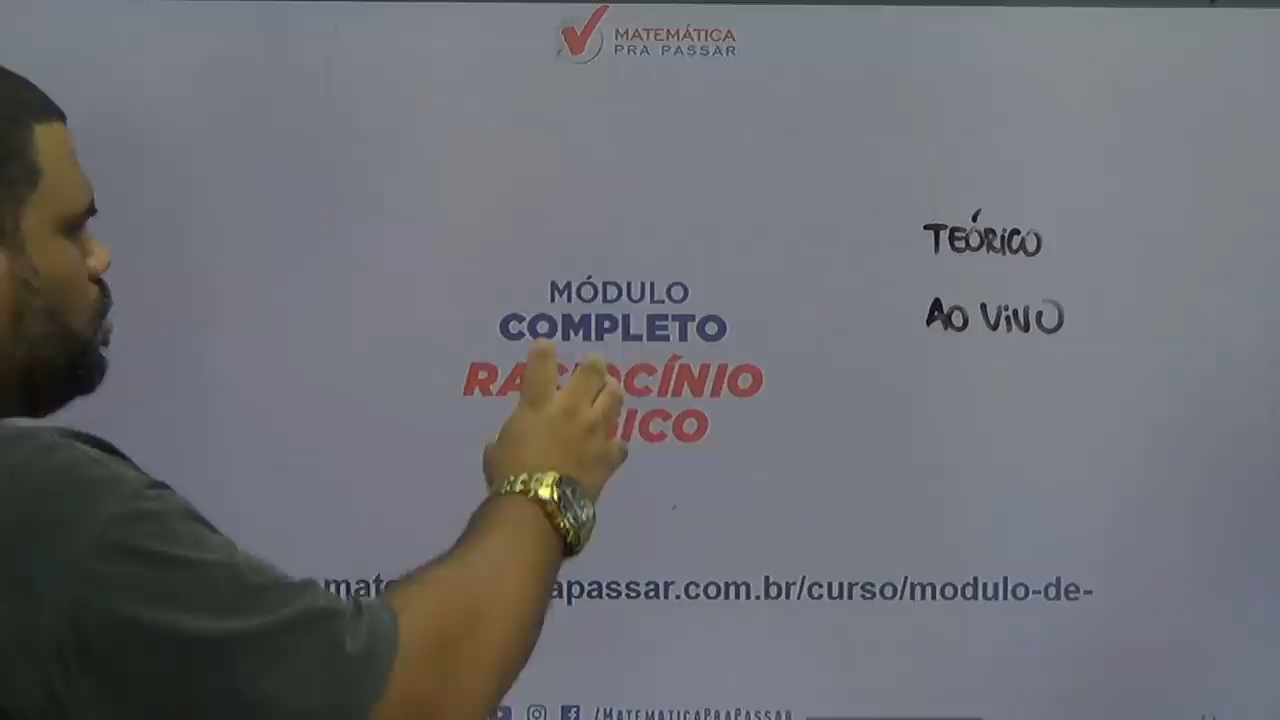 MATEMÁTICA
PRA PASSAR
TEÓRICO
MÓDULO
COMPLETO
AO VIVO
apassar.com.br/curso/modulo-de-
/MATEMATICAPRAPASSAR